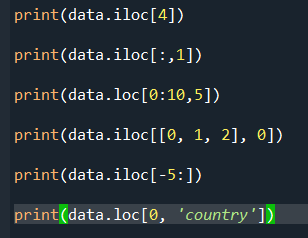 print(data.iloc[4])
print(data.iloc[:,1])
print(data.loc[0:10,5])
print(data.iloc[[0, 1, 2], 0])
print(data.iloc[-5:])
print(data.loc[0, 'country'])